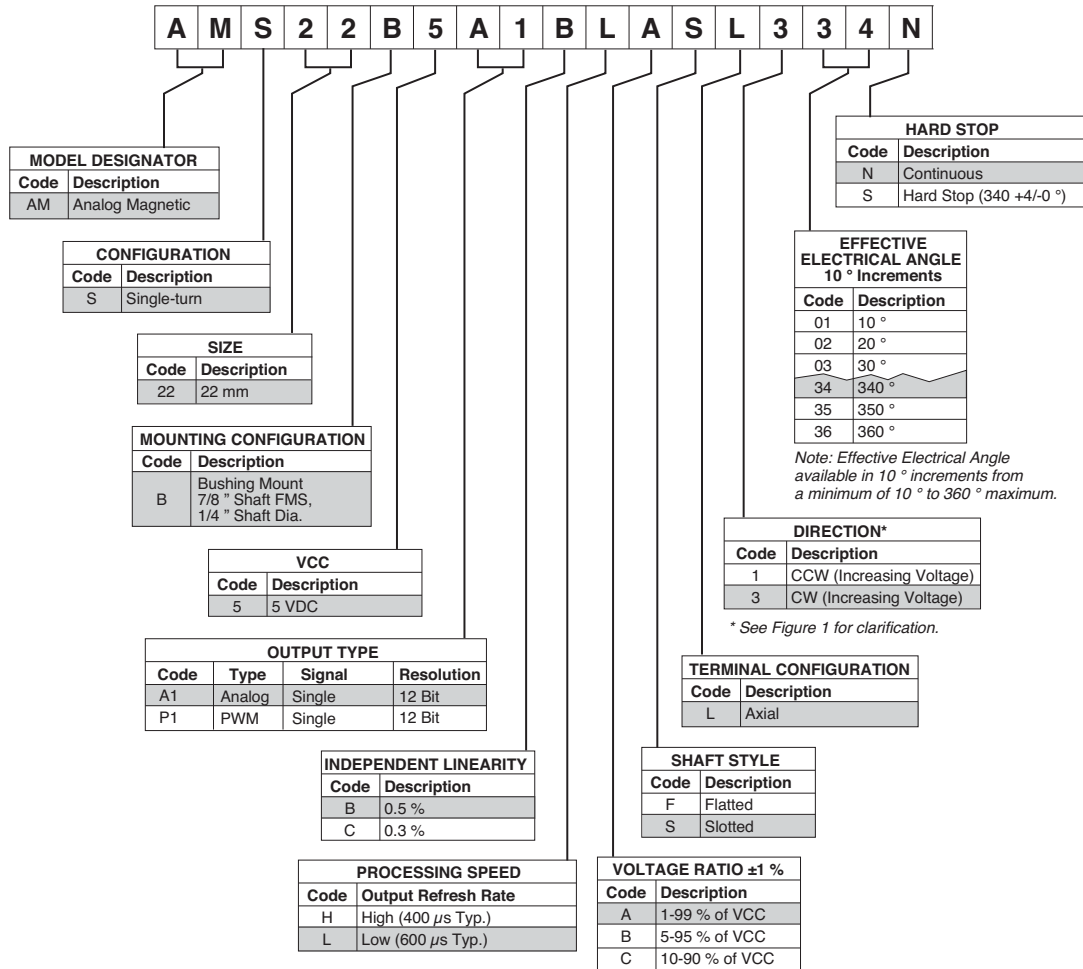 A M S 2 2 B 5 A 1 B L A S L 3 3 4 N
MODEL DESIGNATOR
Code Description
AM Analog Magnetic
CONFIGURATION
Code Description
S Single-turn
SIZE
Code Description
22 22 mm
MOUNTING CONFIGURATION
Code Description
B Bushing Mount
7/8 ” Shaft FMS,
1/4 ” Shaft Dia.
VCC
Code Description
5 5 VDC
OUTPUT TYPE
Code Type Signal Resolution
A1 Analog Single 12 Bit
P1 PWM Single 12 Bit
INDEPENDENT LINEARITY
Code Description
B 0.5 %
C 0.3 %
PROCESSING SPEED
Code Output Refresh Rate
H High (400 µs Typ.)
L Low (600 µs Typ.)
VOLTAGE RATIO ±1 %
Code Description
A 1-99 % of VCC
B 5-95 % of VCC
C 10-90 % of VCC
SHAFT STYLE
Code Description
F Flatted
S Slotted
TERMINAL CONFIGURATION
Code Description
L Axial
DIRECTION*
Code Description
1 CCW (Increasing Voltage)
3 CW (Increasing Voltage)
* See Figure 1 for clarification.
EFFECTIVE
ELECTRICAL ANGLE
10 ° Increments
Code Description
01 10 °
02 20 °
03 30 °
34 340 °
35 350 °
36 360 °
Note: Effective Electrical Angle
available in 10 ° increments from
a minimum of 10 ° to 360 ° maximum.
HARD STOP
Code Description
N Continuous
S Hard Stop (340 +4/-0 °)